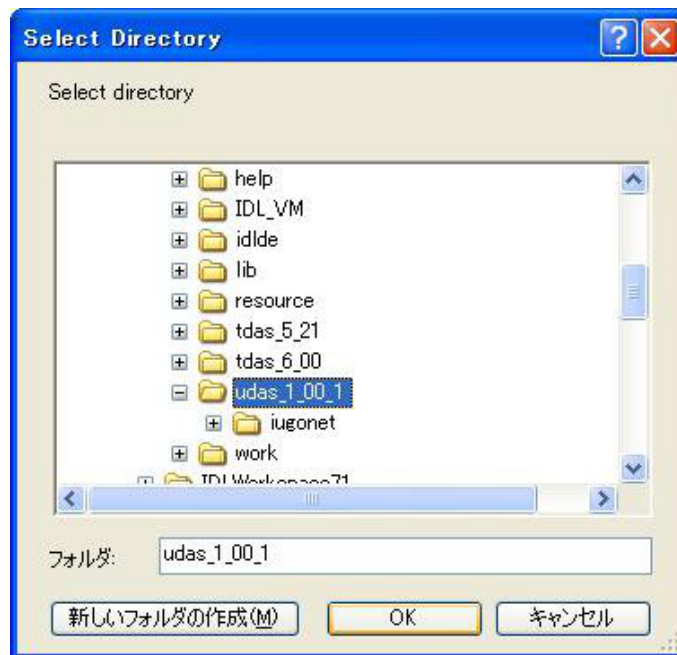 Select Directory
Select directory
help
IDL_VM
idlde
lib
resource
tdas_5_21
tdas_6_00
udas_1_00_1
iugonet
work
IDLWorkspace71
フォルダ: udas_1_00_1
新しいフォルダの作成(M) OK キャンセル